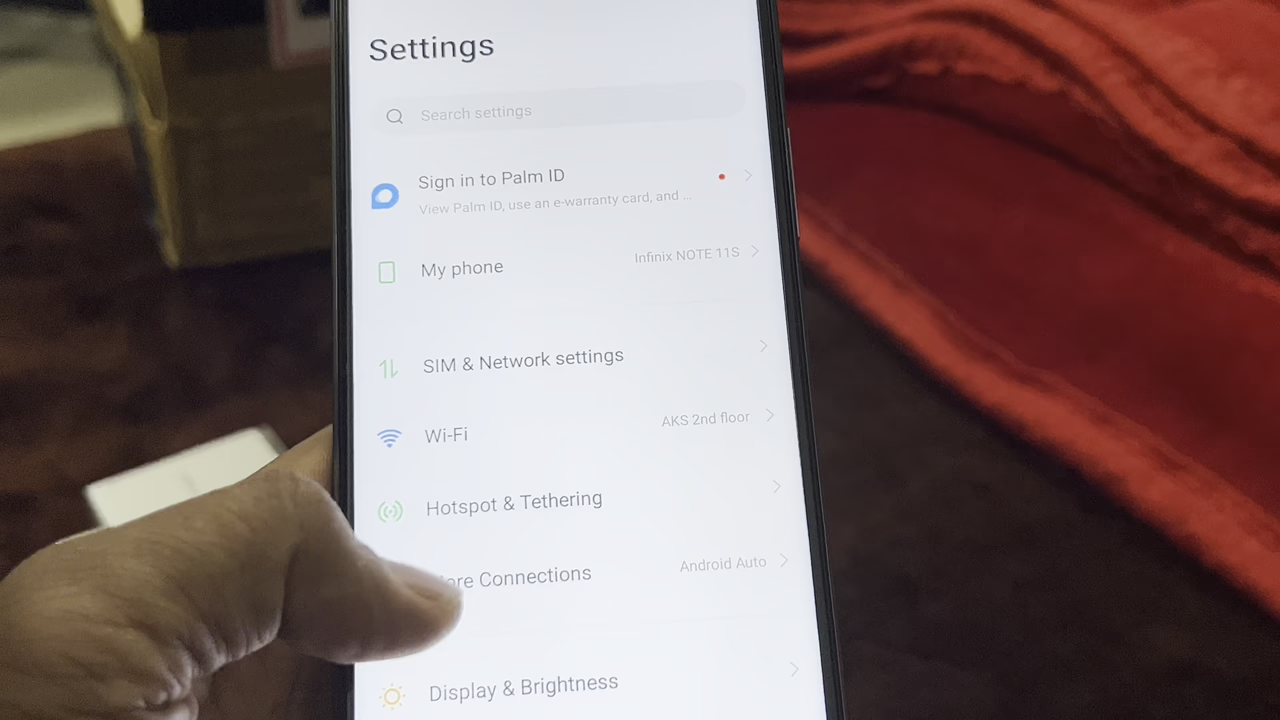 Settings
Search settings
Sign in to Palm ID
View Palm ID, use an e-warranty card, and ...
My phone
Infinix NOTE 11S
SIM & Network settings
Wi-Fi
AKS 2nd floor
Hotspot & Tethering
ore Connections
Android Auto
Display & Brightness